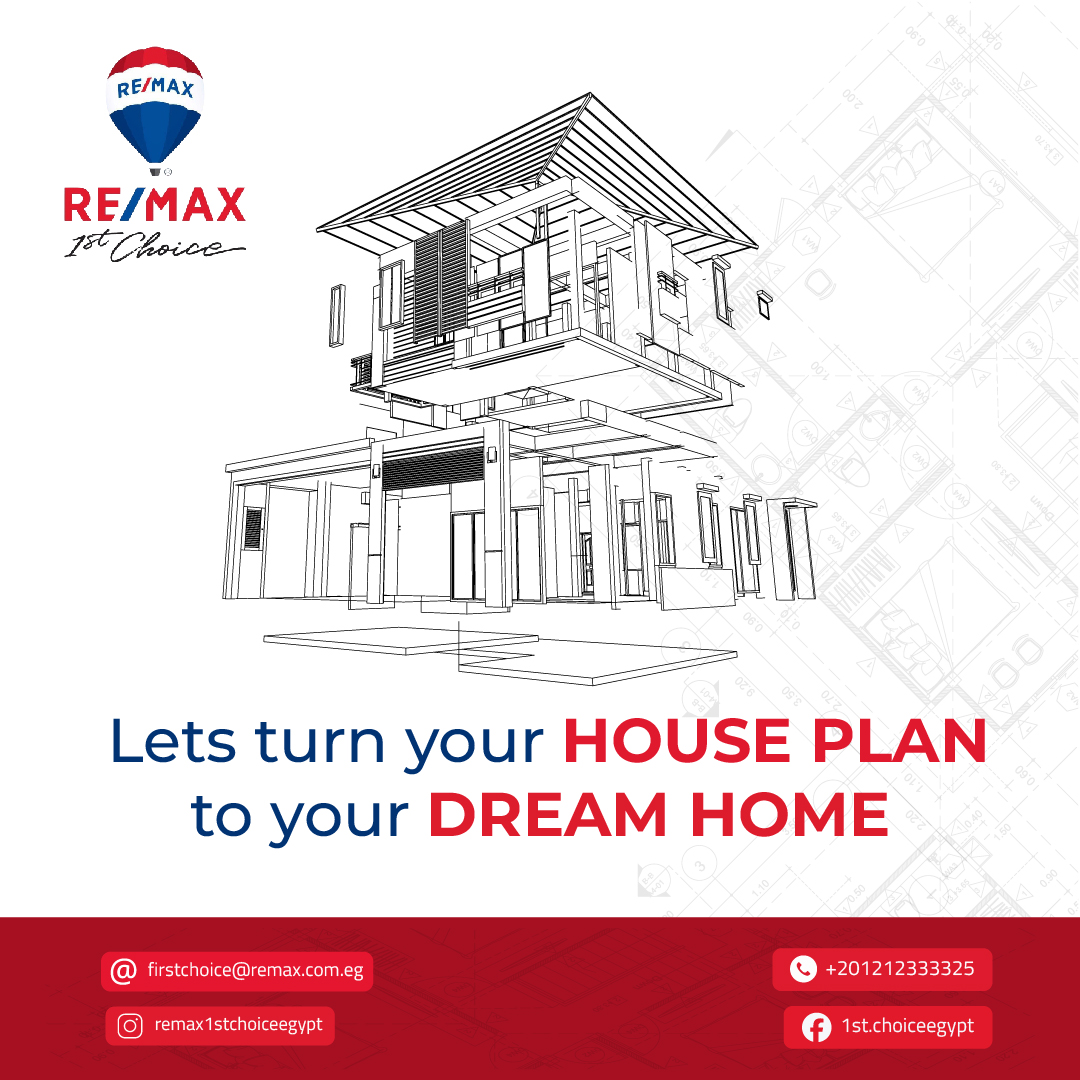 RE/MAX
RE/MAX
1st Choice
Lets turn your HOUSE PLAN
to your DREAM HOME
firstchoice@remax.com.eg
+201212333325
remax1stchoiceegypt
1st.choiceegypt